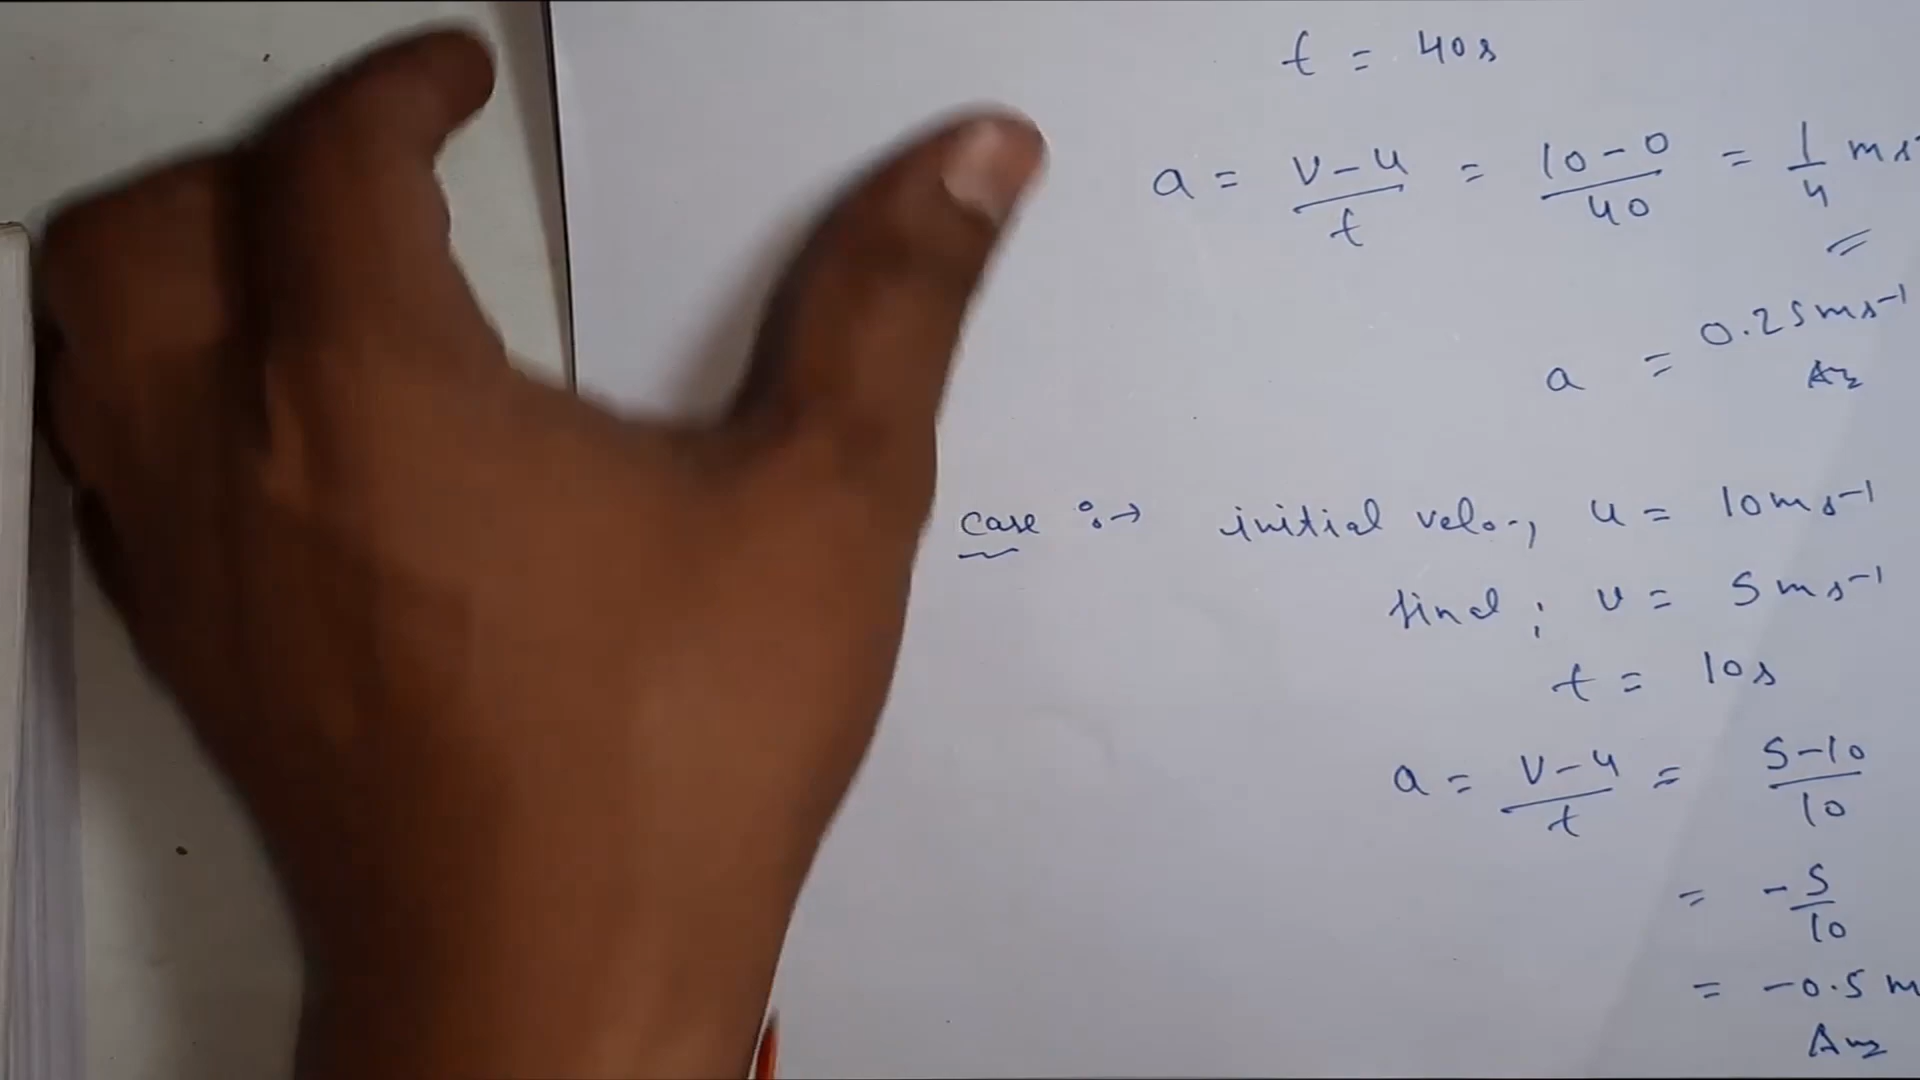 t = 40s
a = v-u/t = 10-0/40 = 1/4 ms
a = 0.25ms⁻¹
Ans
case :→ initial velo-, u = 10ms⁻¹
final ; v = 5ms⁻¹
t = 10s
a = v-u/t = 5-10/10
= -5/10
= -0.5 m
Ans